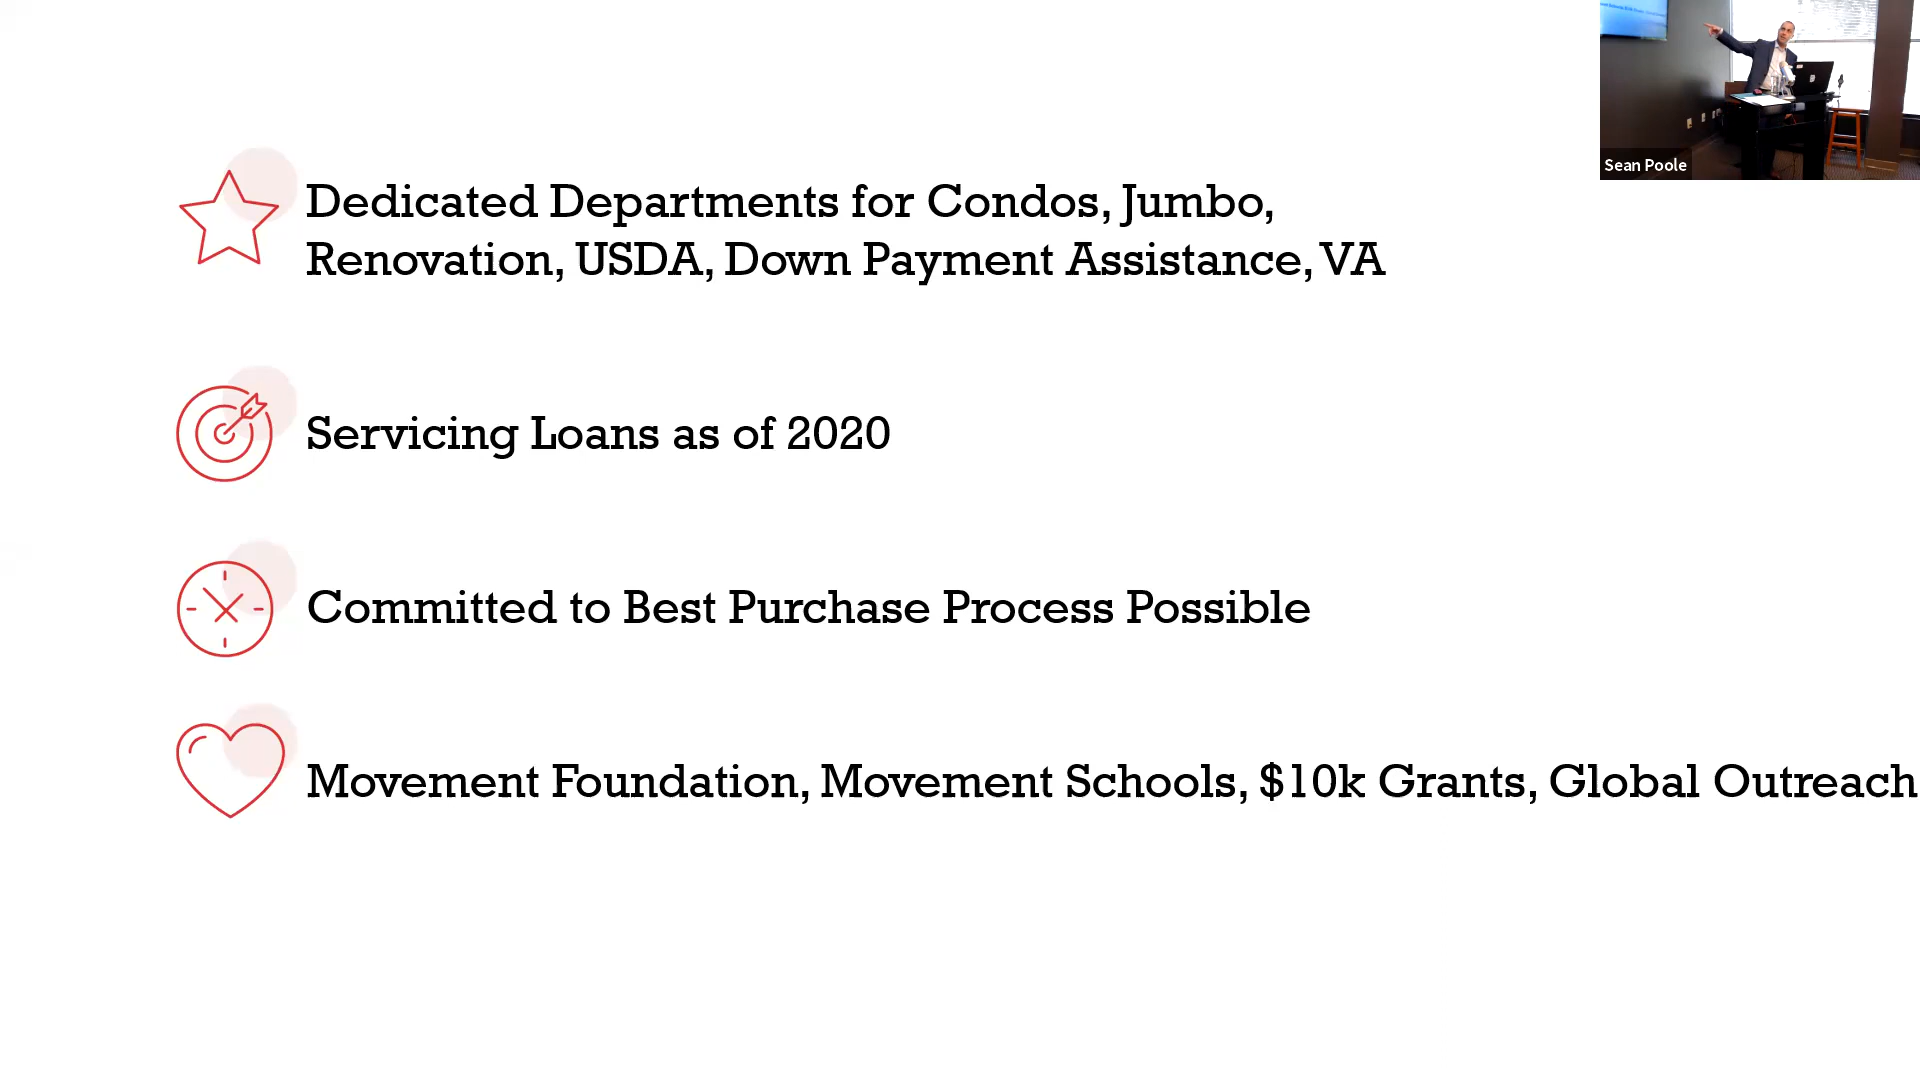 Dedicated Departments for Condos, Jumbo,
Renovation, USDA, Down Payment Assistance, VA
Servicing Loans as of 2020
Committed to Best Purchase Process Possible
Movement Foundation, Movement Schools, $10k Grants, Global Outreach
Sean Poole